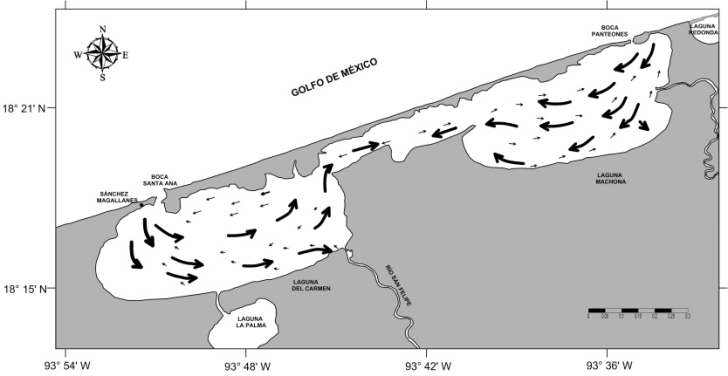 LAGUNA
REDONDA
BOCA
PANTEONES
N
W E
S
GOLFO DE MÉXICO
18° 21' N
BOCA
SANTA ANA
SÁNCHEZ
MAGALLANES
LAGUNA
MACHONA
RÍO SAN FELIPE
LAGUNA
DEL CARMEN
18° 15' N
LAGUNA
LA PALMA
93° 54' W
93° 48' W
93° 42' W
93° 36' W